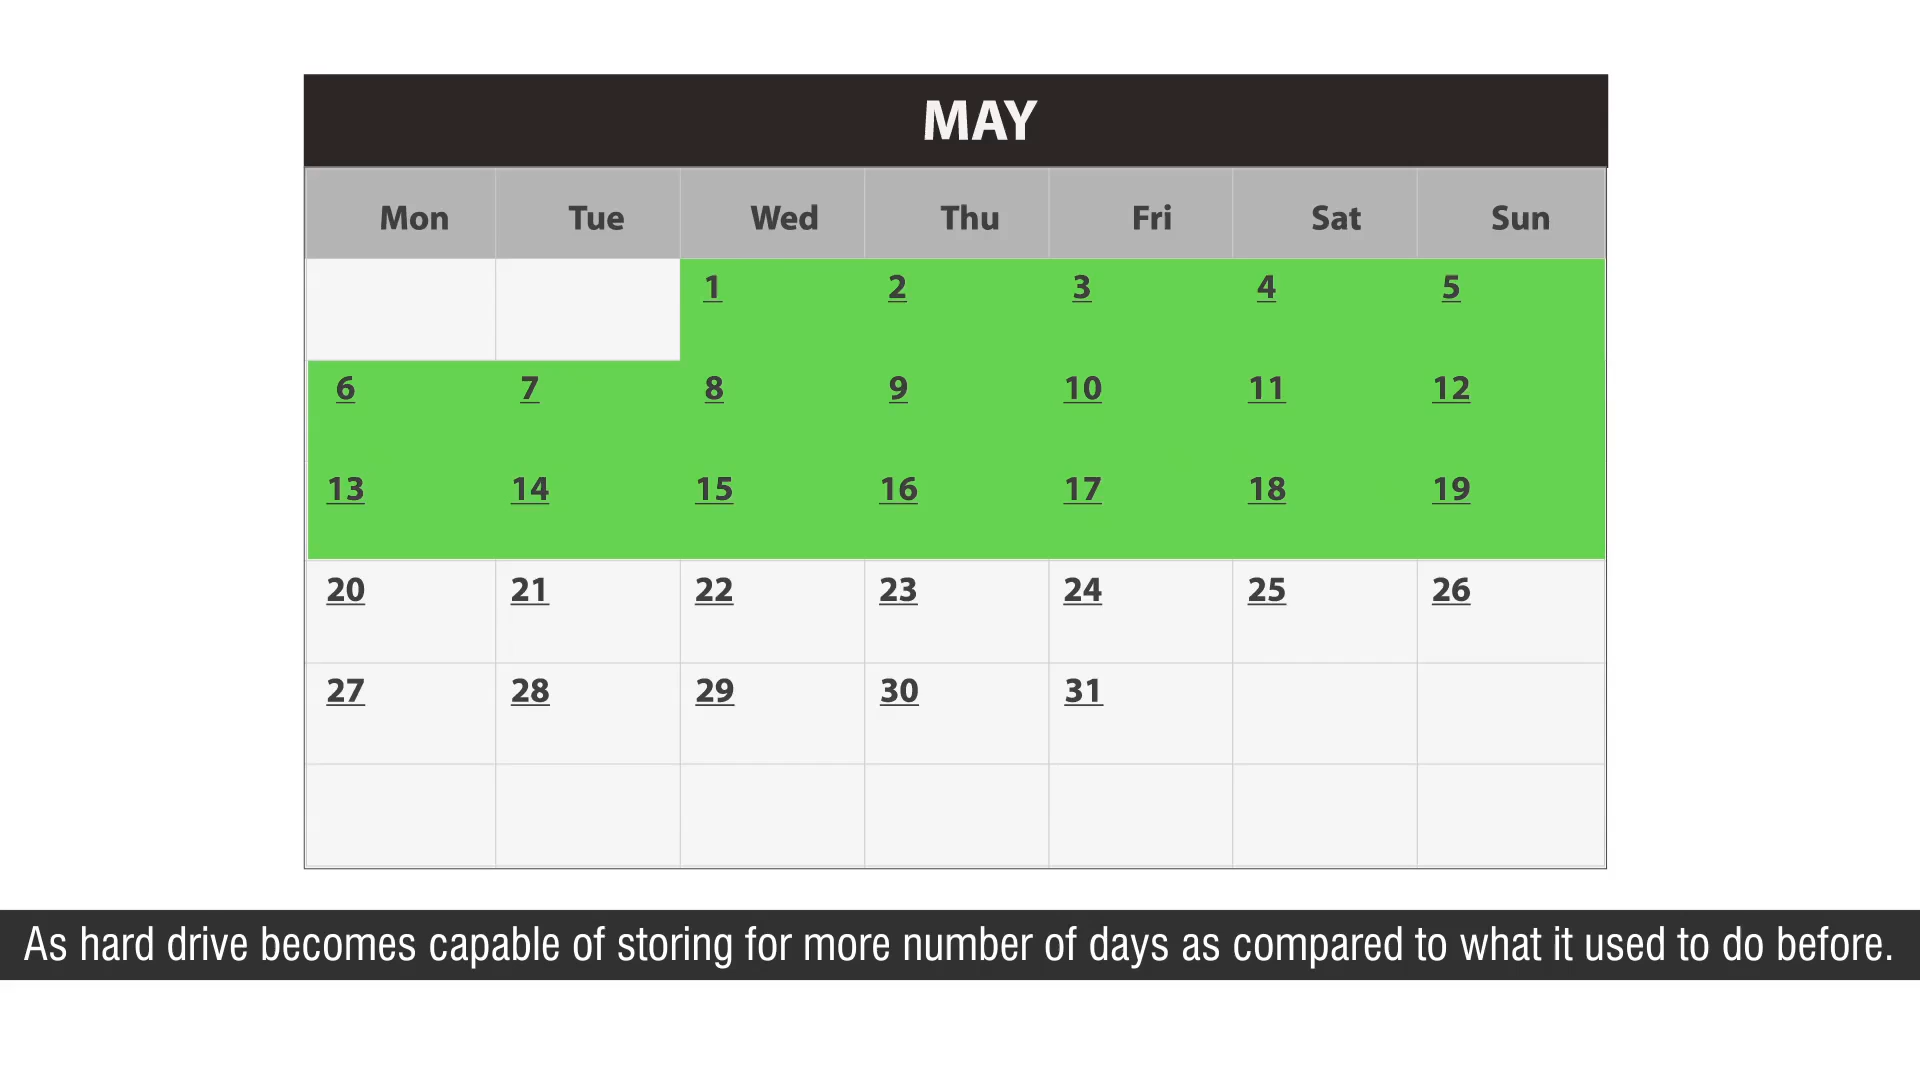 MAY
Mon Tue Wed Thu Fri Sat Sun
1 2 3 4 5
6 7 8 9 10 11 12
13 14 15 16 17 18 19
20 21 22 23 24 25 26
27 28 29 30 31
As hard drive becomes capable of storing for more number of days as compared to what it used to do before.